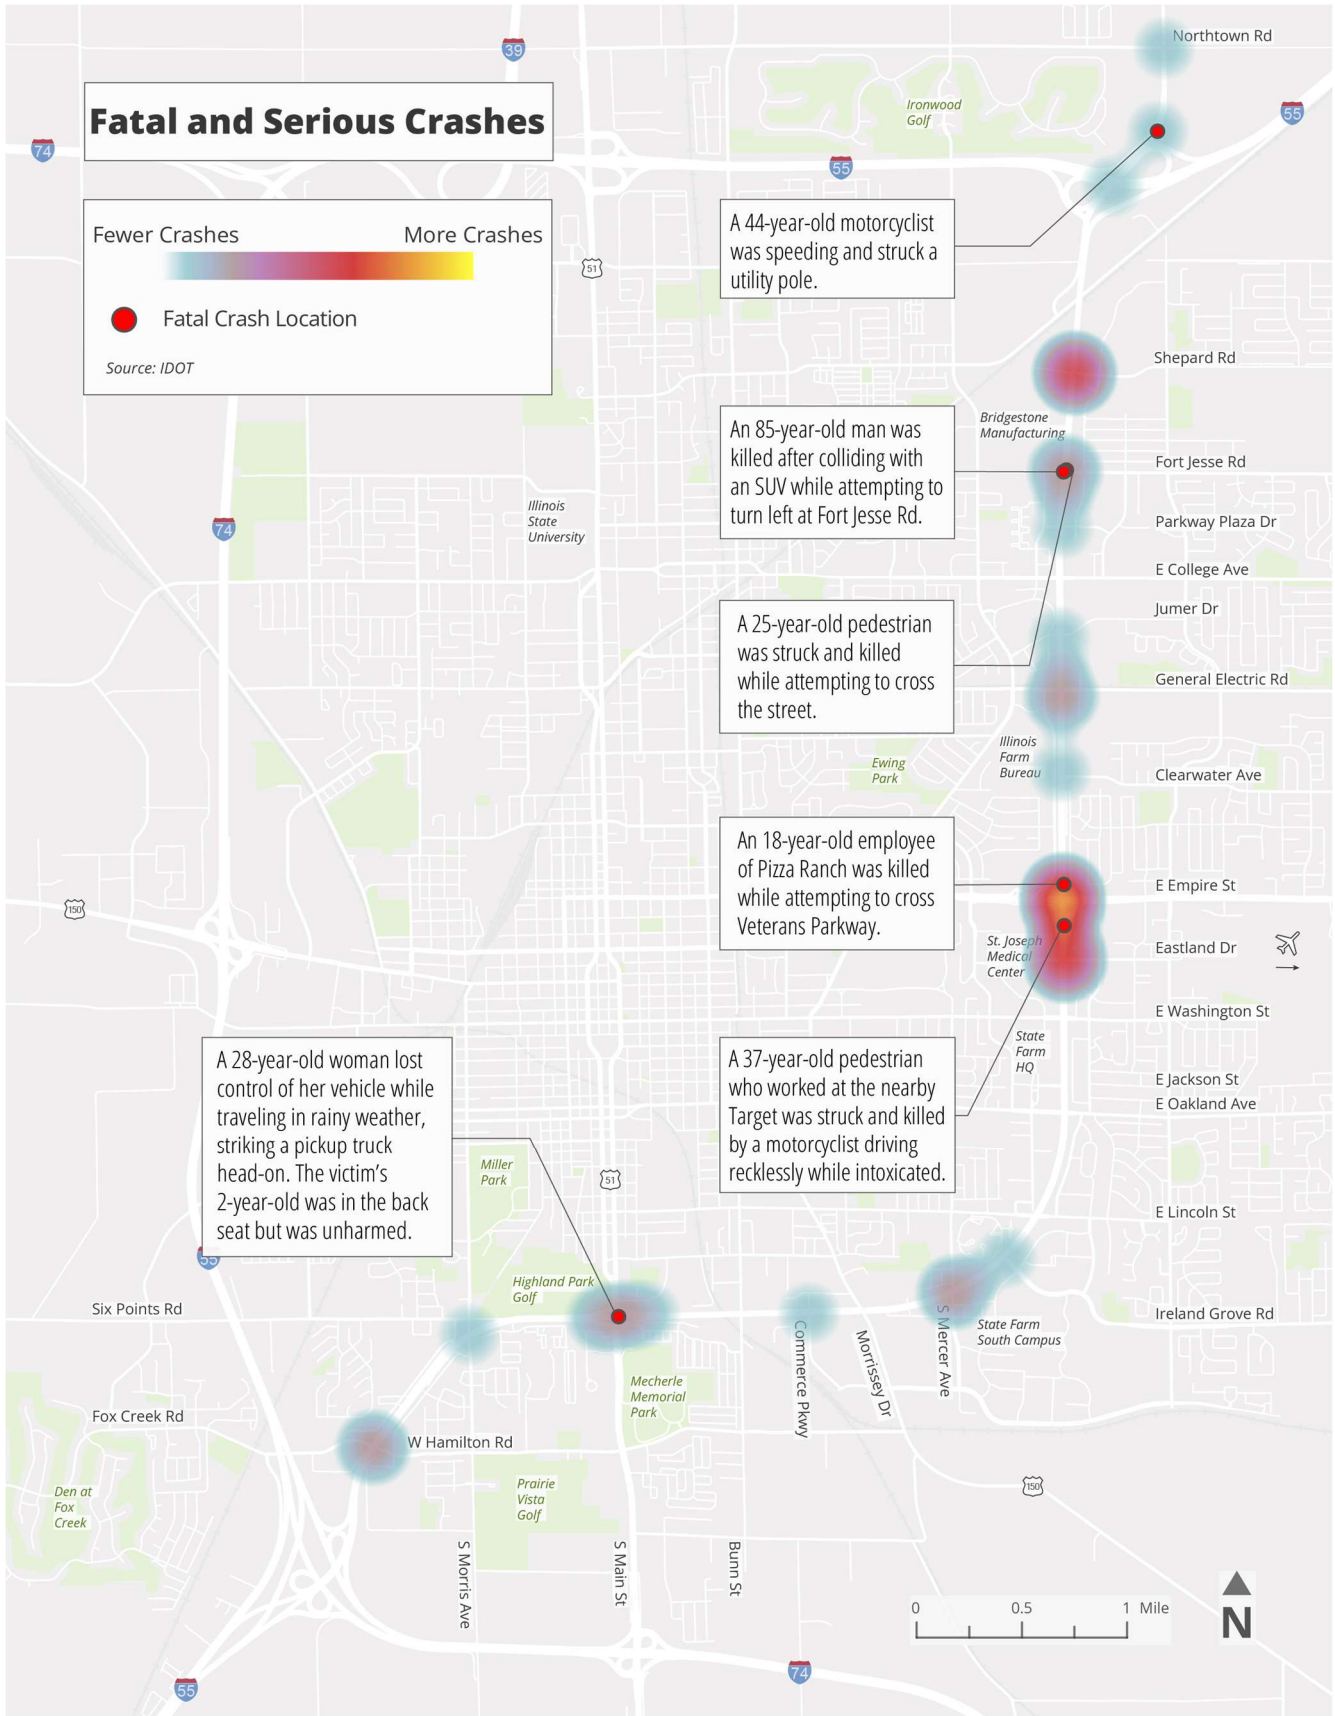 Northtown Rd
39
Ironwood
Golf
55
Fatal and Serious Crashes
74
55
Fewer Crashes
More Crashes
Fatal Crash Location
Source: IDOT
51
A 44-year-old motorcyclist
was speeding and struck a
utility pole.
Shepard Rd
Bridgestone
Manufacturing
An 85-year-old man was
killed after colliding with
an SUV while attempting to
turn left at Fort Jesse Rd.
Fort Jesse Rd
Illinois
State
University
74
Parkway Plaza Dr
E College Ave
Jumer Dr
A 25-year-old pedestrian
was struck and killed
while attempting to cross
the street.
General Electric Rd
Illinois
Farm
Bureau
Ewing
Park
Clearwater Ave
An 18-year-old employee
of Pizza Ranch was killed
while attempting to cross
Veterans Parkway.
E Empire St
150
St. Joseph
Medical
Center
Eastland Dr
E Washington St
State
Farm
HQ
A 28-year-old woman lost
control of her vehicle while
traveling in rainy weather,
striking a pickup truck
head-on. The victim's
2-year-old was in the back
seat but was unharmed.
A 37-year-old pedestrian
who worked at the nearby
Target was struck and killed
by a motorcyclist driving
recklessly while intoxicated.
E Jackson St
E Oakland Ave
Miller
Park
51
E Lincoln St
55
Highland Park
Golf
Six Points Rd
Ireland Grove Rd
State Farm
South Campus
S Mercer Ave
Commerce Pkwy
Morrissey Dr
Mecherle
Memorial
Park
Fox Creek Rd
W Hamilton Rd
Den at
Fox
Creek
Prairie
Vista
Golf
150
S Morris Ave
S Main St
Bunn St
0 0.5 1 Mile
N
55
74